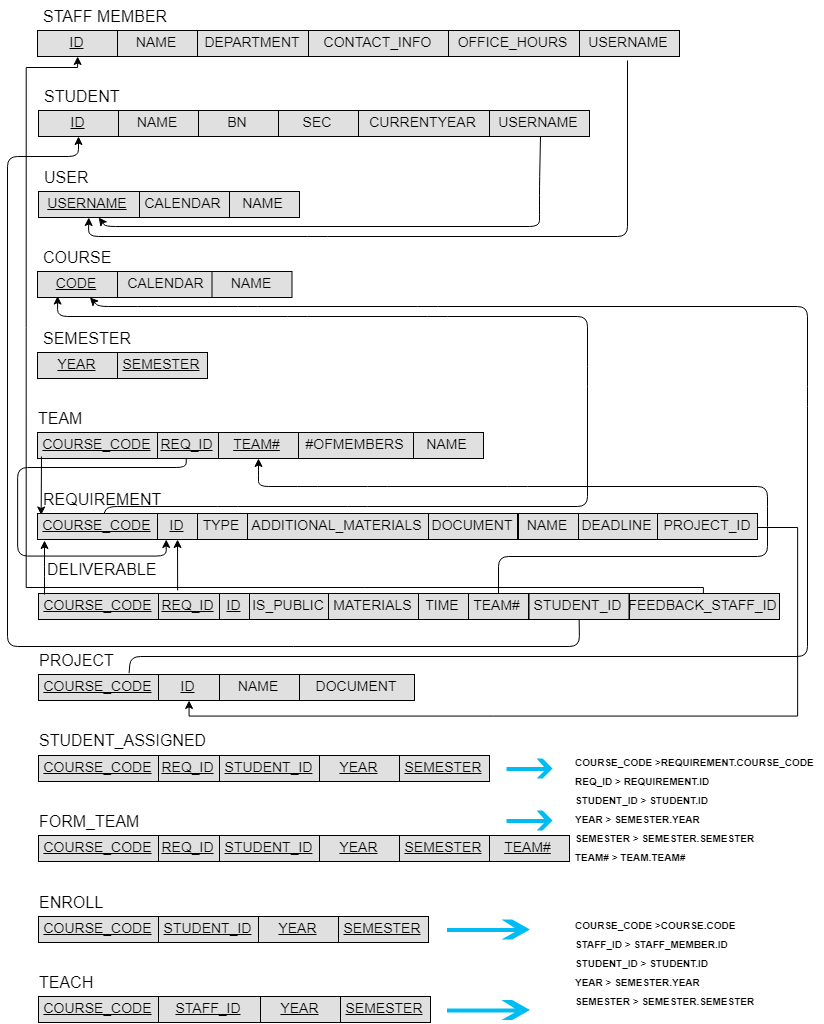 STAFF MEMBER
ID NAME DEPARTMENT CONTACT_INFO OFFICE_HOURS USERNAME
STUDENT
ID NAME BN SEC CURRENTYEAR USERNAME
USER
USERNAME CALENDAR NAME
COURSE
CODE CALENDAR NAME
SEMESTER
YEAR SEMESTER
TEAM
COURSE_CODE REQ_ID TEAM# #OFMEMBERS NAME
REQUIREMENT
COURSE_CODE ID TYPE ADDITIONAL_MATERIALS DOCUMENT NAME DEADLINE PROJECT_ID
DELIVERABLE
COURSE_CODE REQ_ID ID IS_PUBLIC MATERIALS TIME TEAM# STUDENT_ID FEEDBACK_STAFF_ID
PROJECT
COURSE_CODE ID NAME DOCUMENT
STUDENT_ASSIGNED
COURSE_CODE REQ_ID STUDENT_ID YEAR SEMESTER
FORM_TEAM
COURSE_CODE REQ_ID STUDENT_ID YEAR SEMESTER TEAM#
COURSE_CODE >REQUIREMENT.COURSE_CODE
REQ_ID > REQUIREMENT.ID
STUDENT_ID > STUDENT.ID
YEAR > SEMESTER.YEAR
SEMESTER > SEMESTER.SEMESTER
TEAM# > TEAM.TEAM#
ENROLL
COURSE_CODE STUDENT_ID YEAR SEMESTER
TEACH
COURSE_CODE STAFF_ID YEAR SEMESTER
COURSE_CODE >COURSE.CODE
STAFF_ID > STAFF_MEMBER.ID
STUDENT_ID > STUDENT.ID
YEAR > SEMESTER.YEAR
SEMESTER > SEMESTER.SEMESTER